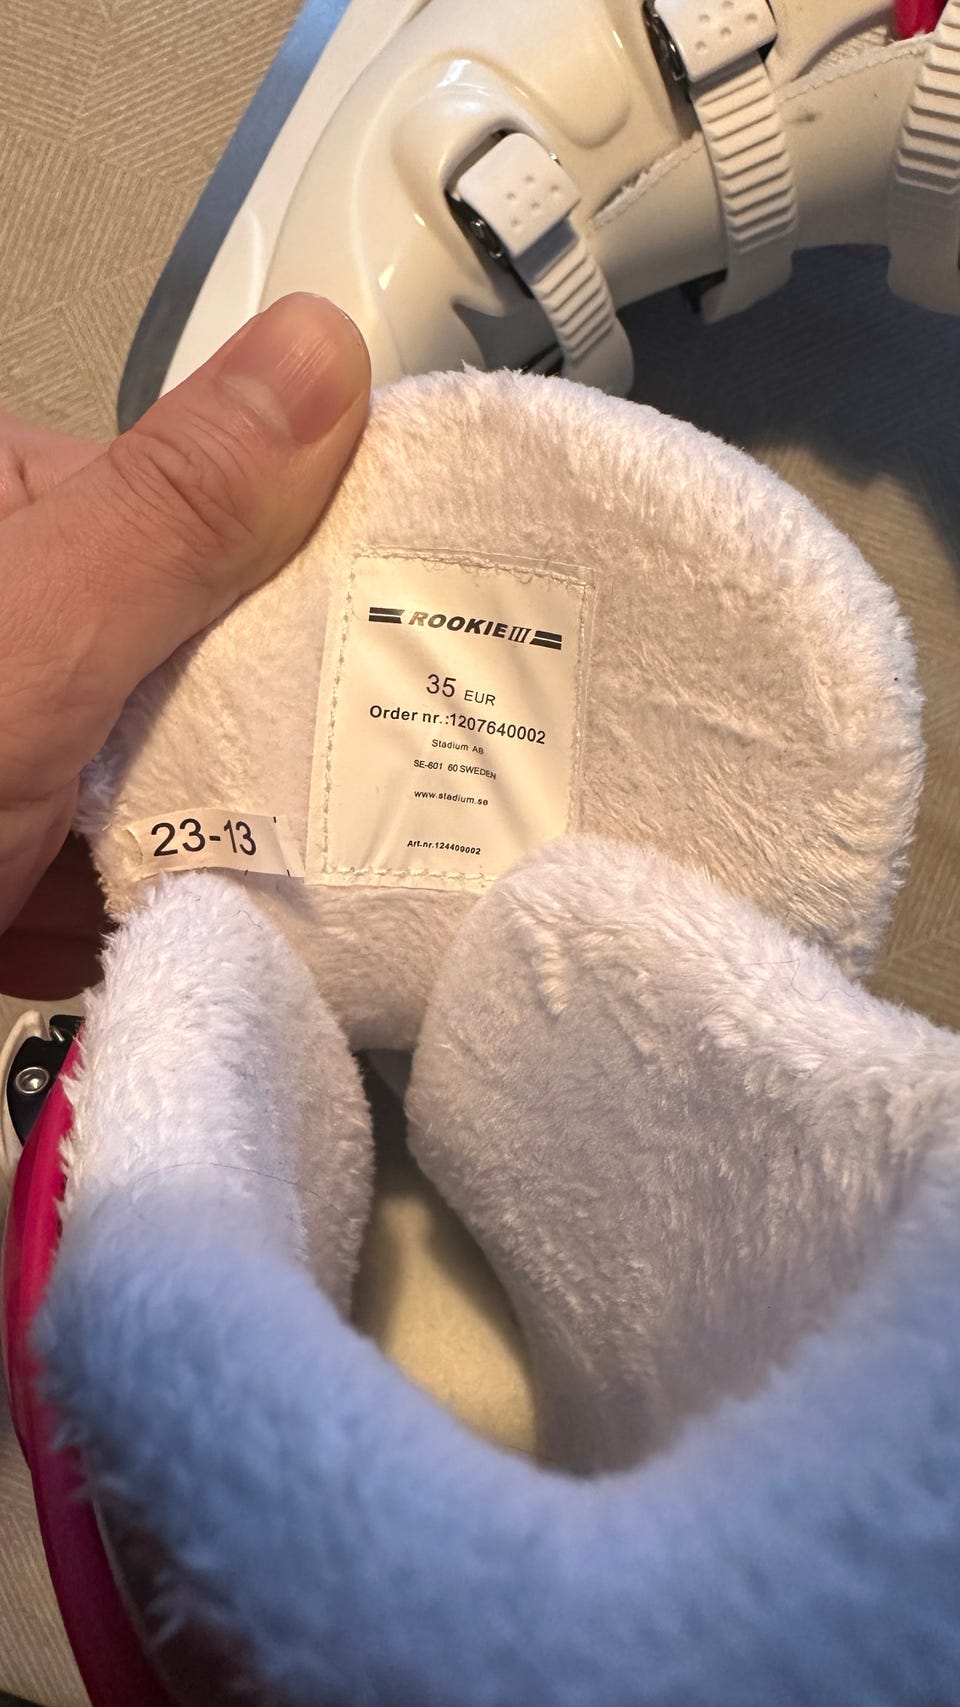 ROOKIE III
35 EUR
Order nr.:1207640002
Stadium AB
SE-601 60 SWEDEN
www.stadium.se
Art.nr.124400002
23-13